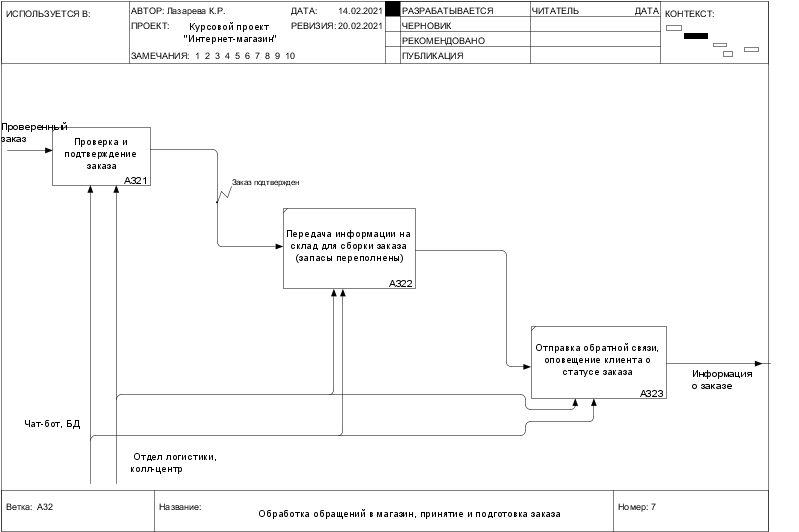 ИСПОЛЬЗУЕТСЯ В:
АВТОР: Лазарева К.Р.
ДАТА: 14.02.2021
РАЗРАБАТЫВАЕТСЯ
ЧИТАТЕЛЬ
ДАТА
КОНТЕКСТ:
ПРОЕКТ: Курсовой проект
"Интернет-магазин"
РЕВИЗИЯ: 20.02.2021
ЧЕРНОВИК
РЕКОМЕНДОВАНО
ЗАМЕЧАНИЯ: 1 2 3 4 5 6 7 8 9 10
ПУБЛИКАЦИЯ
Проверенный
заказ
Проверка и
подтверждение
заказа
А321
Заказ подтвержден
Передача информации на
склад для сборки заказа
(запасы переполнены)
А322
Отправка обратной связи,
оповещение клиента о
статусе заказа
А323
Информация
о заказе
Чат-бот, БД
Отдел логистики,
колл-центр
Ветка: А32
Название:
Обработка обращений в магазин, принятие и подготовка заказа
Номер: 7